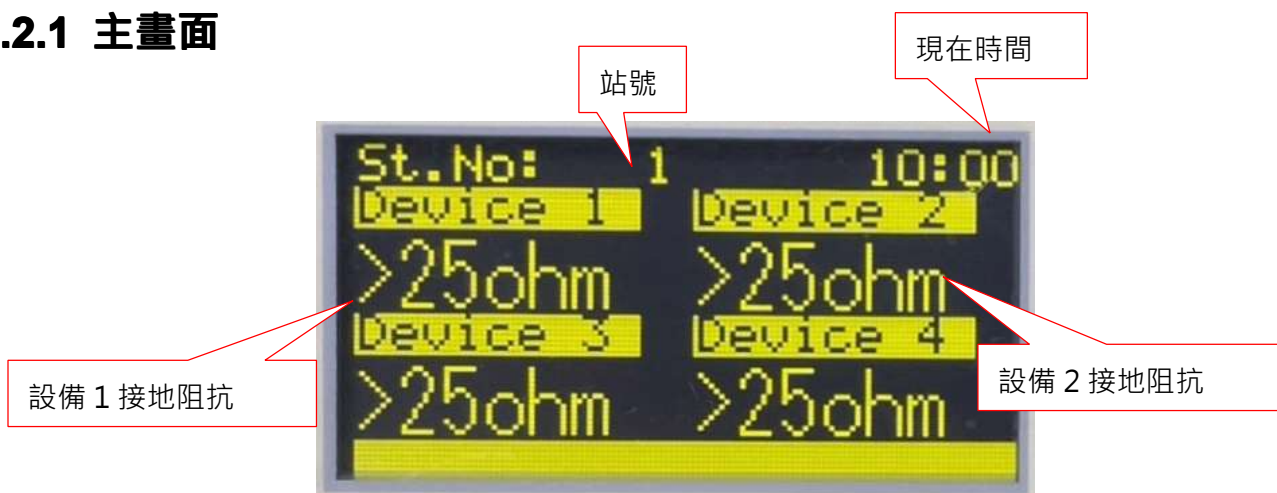 .2.1 主畫面
現在時間
站號
St.No: 1 10:00
Device 1 Device 2
>25ohm >25ohm
Device 3 Device 4
設備 1 接地阻抗
設備 2 接地阻抗
>25ohm >25ohm